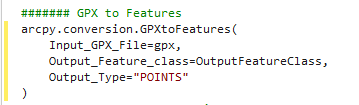 ####### GPX to Features
arcpy.conversion.GPXtoFeatures(
    Input_GPX_File=gpx,
    Output_Feature_class=OutputFeatureClass,
    Output_Type="POINTS"
)